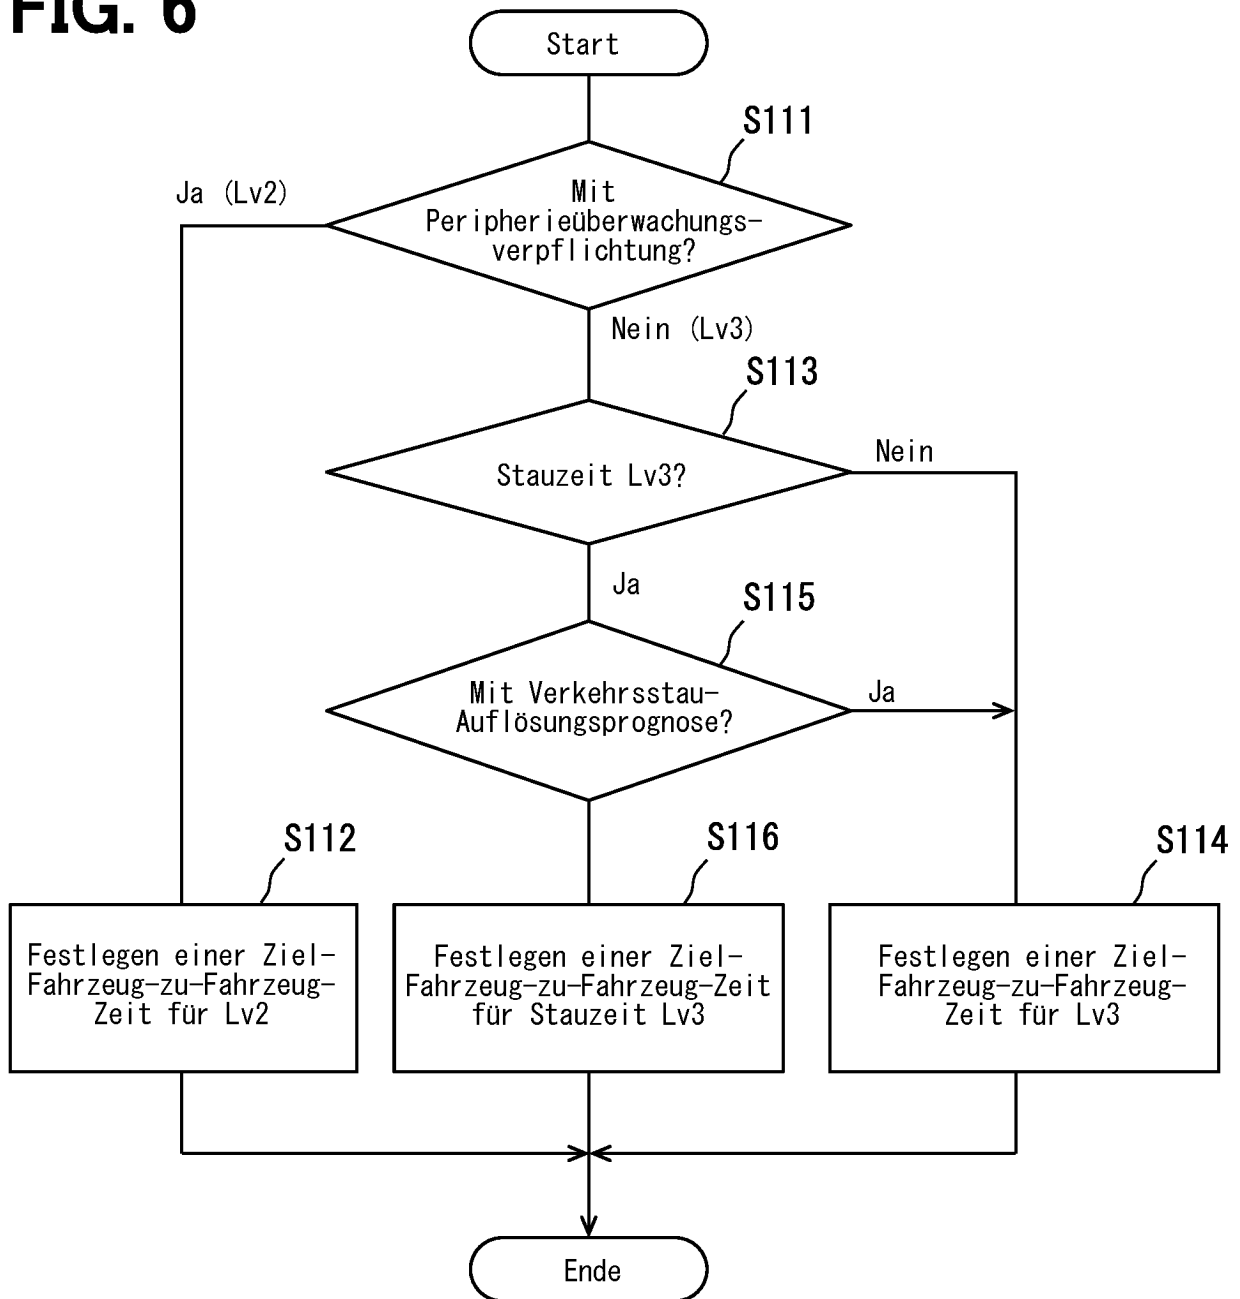 FIG. 6
Start
S111
Ja (Lv2)
Mit
Peripherieüberwachungs-
verpflichtung?
Nein (Lv3)
S113
Nein
Stauzeit Lv3?
Ja
S115
Mit Verkehrsstau-
Auflösungsprognose?
Ja
S112
S116
S114
Festlegen einer Ziel-
Fahrzeug-zu-Fahrzeug-
Zeit für Lv2
Festlegen einer Ziel-
Fahrzeug-zu-Fahrzeug-Zeit
für Stauzeit Lv3
Festlegen einer Ziel-
Fahrzeug-zu-Fahrzeug-
Zeit für Lv3
Ende